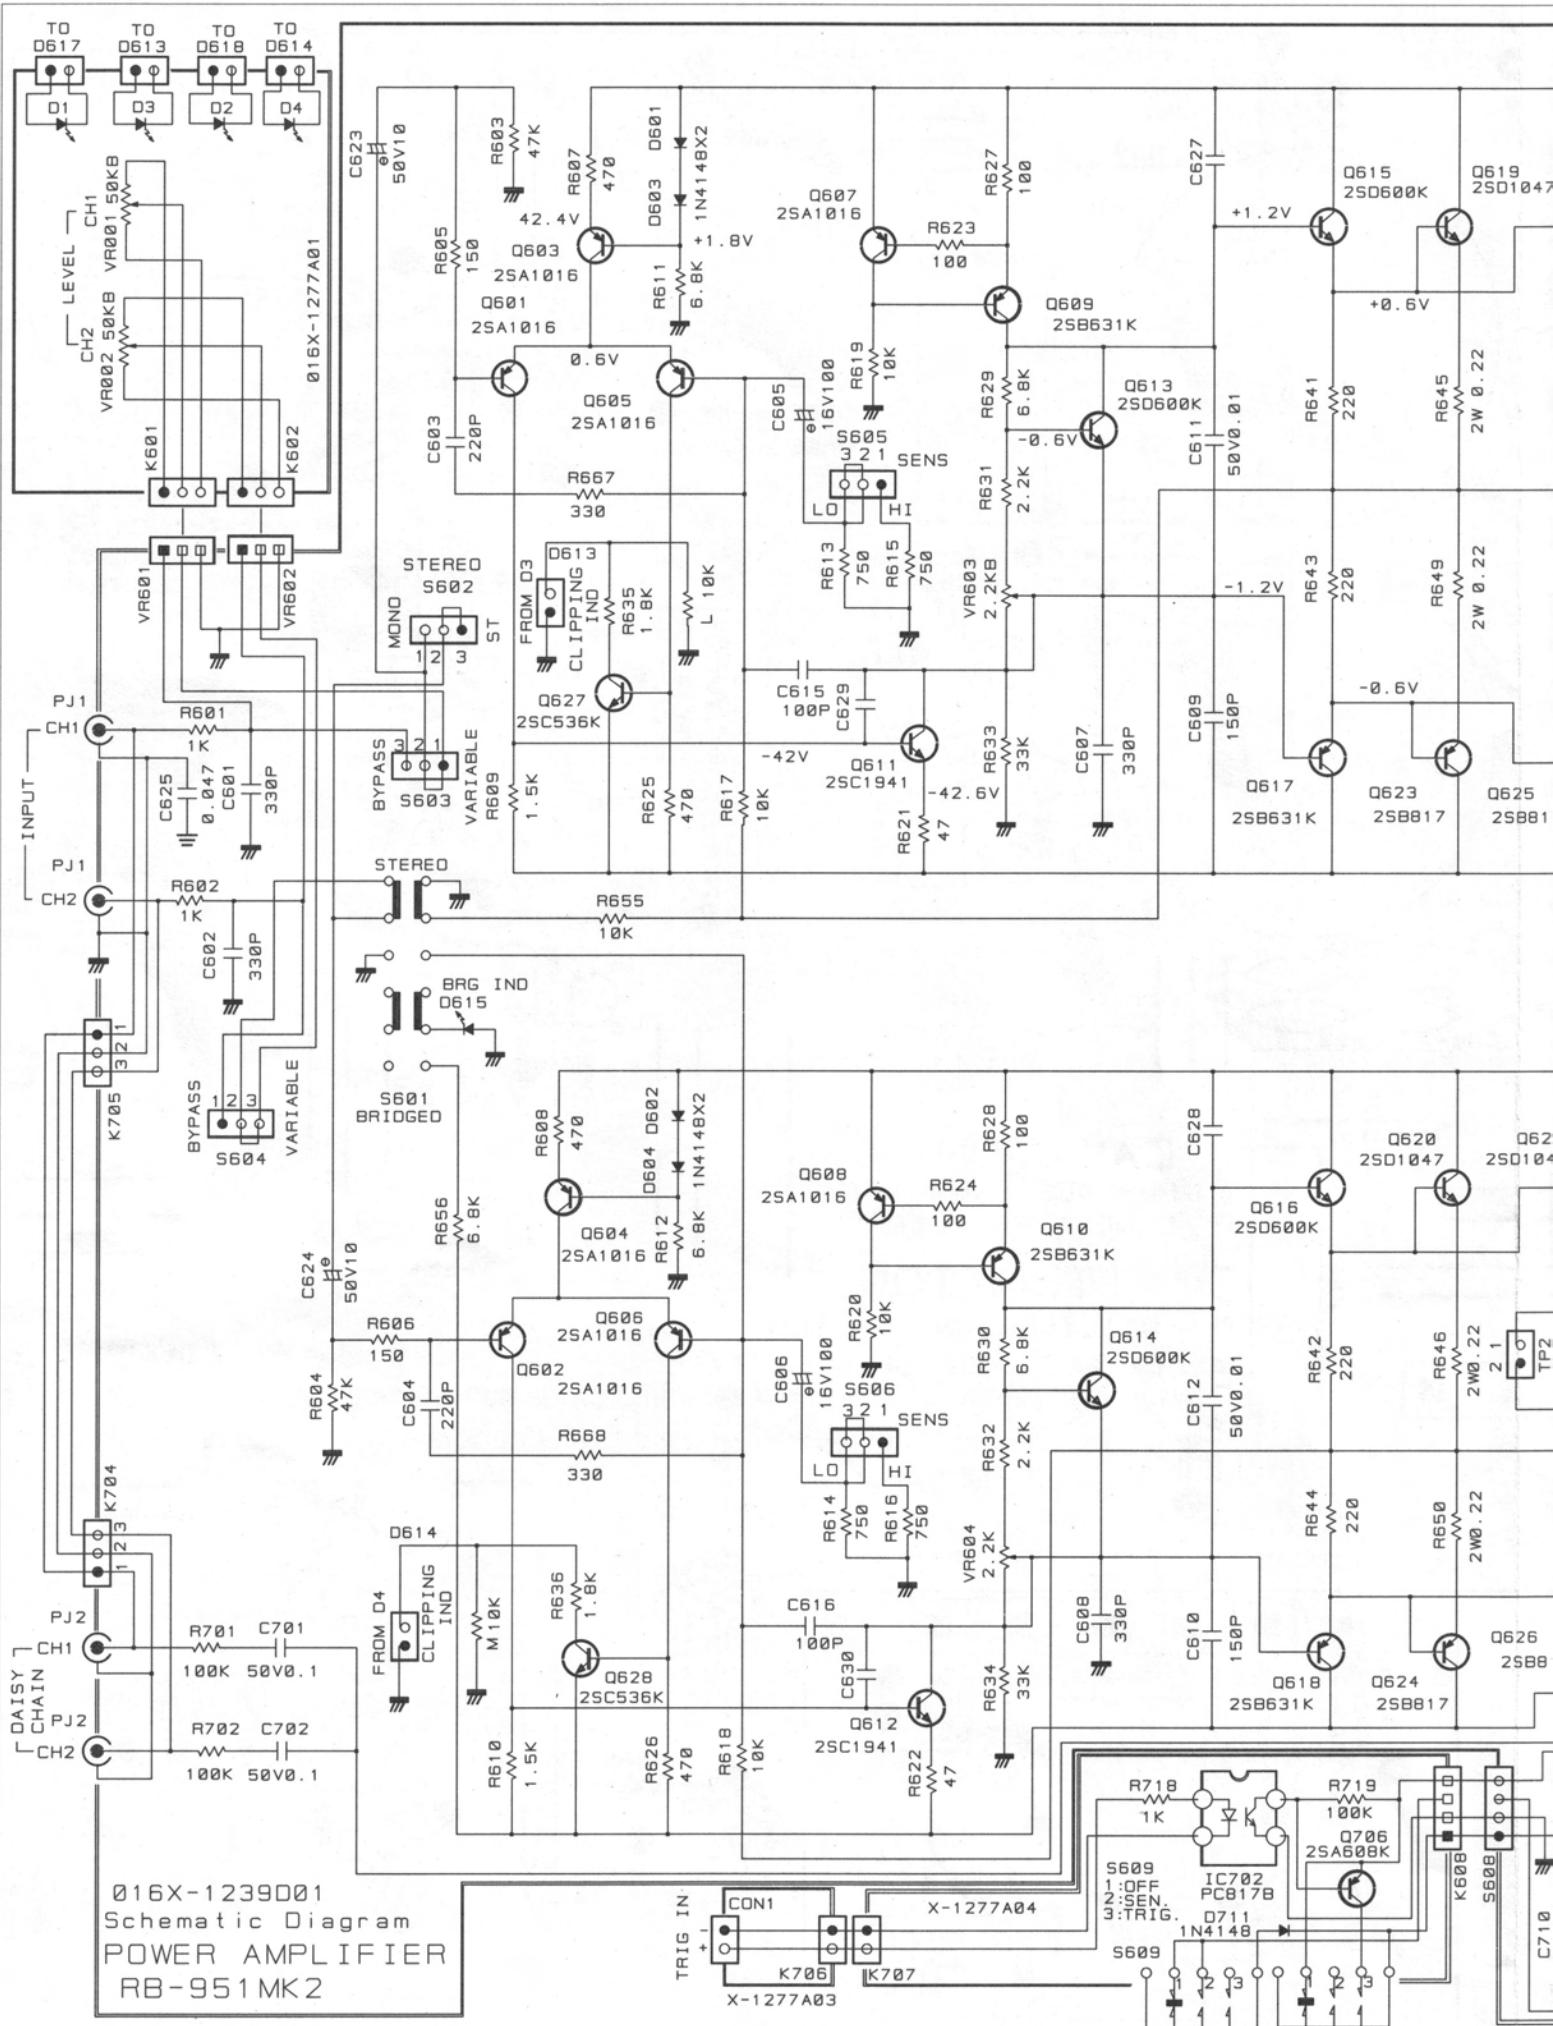 TO
D617
TO
D613
TO
D618
TO
D614
D1
D3
D2
D4
LEVEL
CH1
VR001 50KB
CH2
VR002 50KB
016X-1277A01
K601
K602
VR601
VR602
C623
50V10
R603
47K
R605
150
R607
470
D601
D603
1N4148X2
42.4V
+1.8V
Q603
2SA1016
R611
6.8K
Q601
2SA1016
0.6V
Q605
2SA1016
C603
220P
R667
330
Q607
2SA1016
R623
100
R627
100
Q609
2SB631K
R619
10K
C605
16V100
S605
3 2 1
SENS
LO
HI
R613
750
R615
750
R629
6.8K
-0.6V
Q613
2SD600K
R631
2.2K
VR603
2.2KB
C627
+1.2V
Q615
2SD600K
Q619
2SD1047
+0.6V
C611
50V0.01
R641
220
R645
2W 0.22
R643
220
R649
2W 0.22
-1.2V
-0.6V
C609
150P
Q617
2SB631K
Q623
2SB817
Q625
2SB81
STEREO
S602
MONO
ST
1 2 3
D613
FROM D3
CLIPPING
IND
R635
1.8K
L 10K
Q627
2SC536K
C615
100P
C629
-42V
Q611
2SC1941
-42.6V
R621
47
R633
33K
C607
330P
R609
1.5K
R625
470
R617
10K
BYPASS
3 2 1
VARIABLE
S603
INPUT
PJ1
CH1
R601
1K
C625
0.047
C601
330P
PJ1
CH2
R602
1K
C602
330P
STEREO
R655
10K
BRG IND
D615
S601
BRIDGED
K705
1
2
3
BYPASS
1 2 3
VARIABLE
S604
R608
470
D602
D604
1N4148X2
Q604
2SA1016
R612
6.8K
R656
6.8K
C624
50V10
R606
150
R604
47K
C604
220P
Q602
2SA1016
Q606
2SA1016
R668
330
Q608
2SA1016
R624
100
R628
100
Q610
2SB631K
R620
10K
C606
16V100
S606
3 2 1
SENS
LO
HI
R614
750
R616
750
R630
6.8K
Q614
2SD600K
R632
2.2K
VR604
2.2K
C628
Q616
2SD600K
Q620
2SD1047
Q62
2SD104
C612
50V0.01
R642
220
R646
2W0.22
2 1
TP2
R644
220
R650
2W0.22
C610
150P
Q618
2SB631K
Q624
2SB817
Q626
2SB8
K704
3
2
1
D614
FROM D4
CLIPPING
IND
M 10K
R636
1.8K
Q628
2SC536K
C616
100P
C630
Q612
2SC1941
R622
47
R634
33K
C608
330P
R610
1.5K
R626
470
R618
10K
DAISY
CHAIN
PJ2
CH1
R701
100K
C701
50V0.1
PJ2
CH2
R702
100K
C702
50V0.1
R718
1K
IC702
PC817B
R719
100K
Q706
2SA608K
K608
S608
C710
S609
1:OFF
2:SEN.
3:TRIG.
D711
1N4148
S609
1 2 3
1 2 3
TRIG IN
-
+
CON1
K706
K707
X-1277A04
X-1277A03
016X-1239D01
Schematic Diagram
POWER AMPLIFIER
RB-951MK2